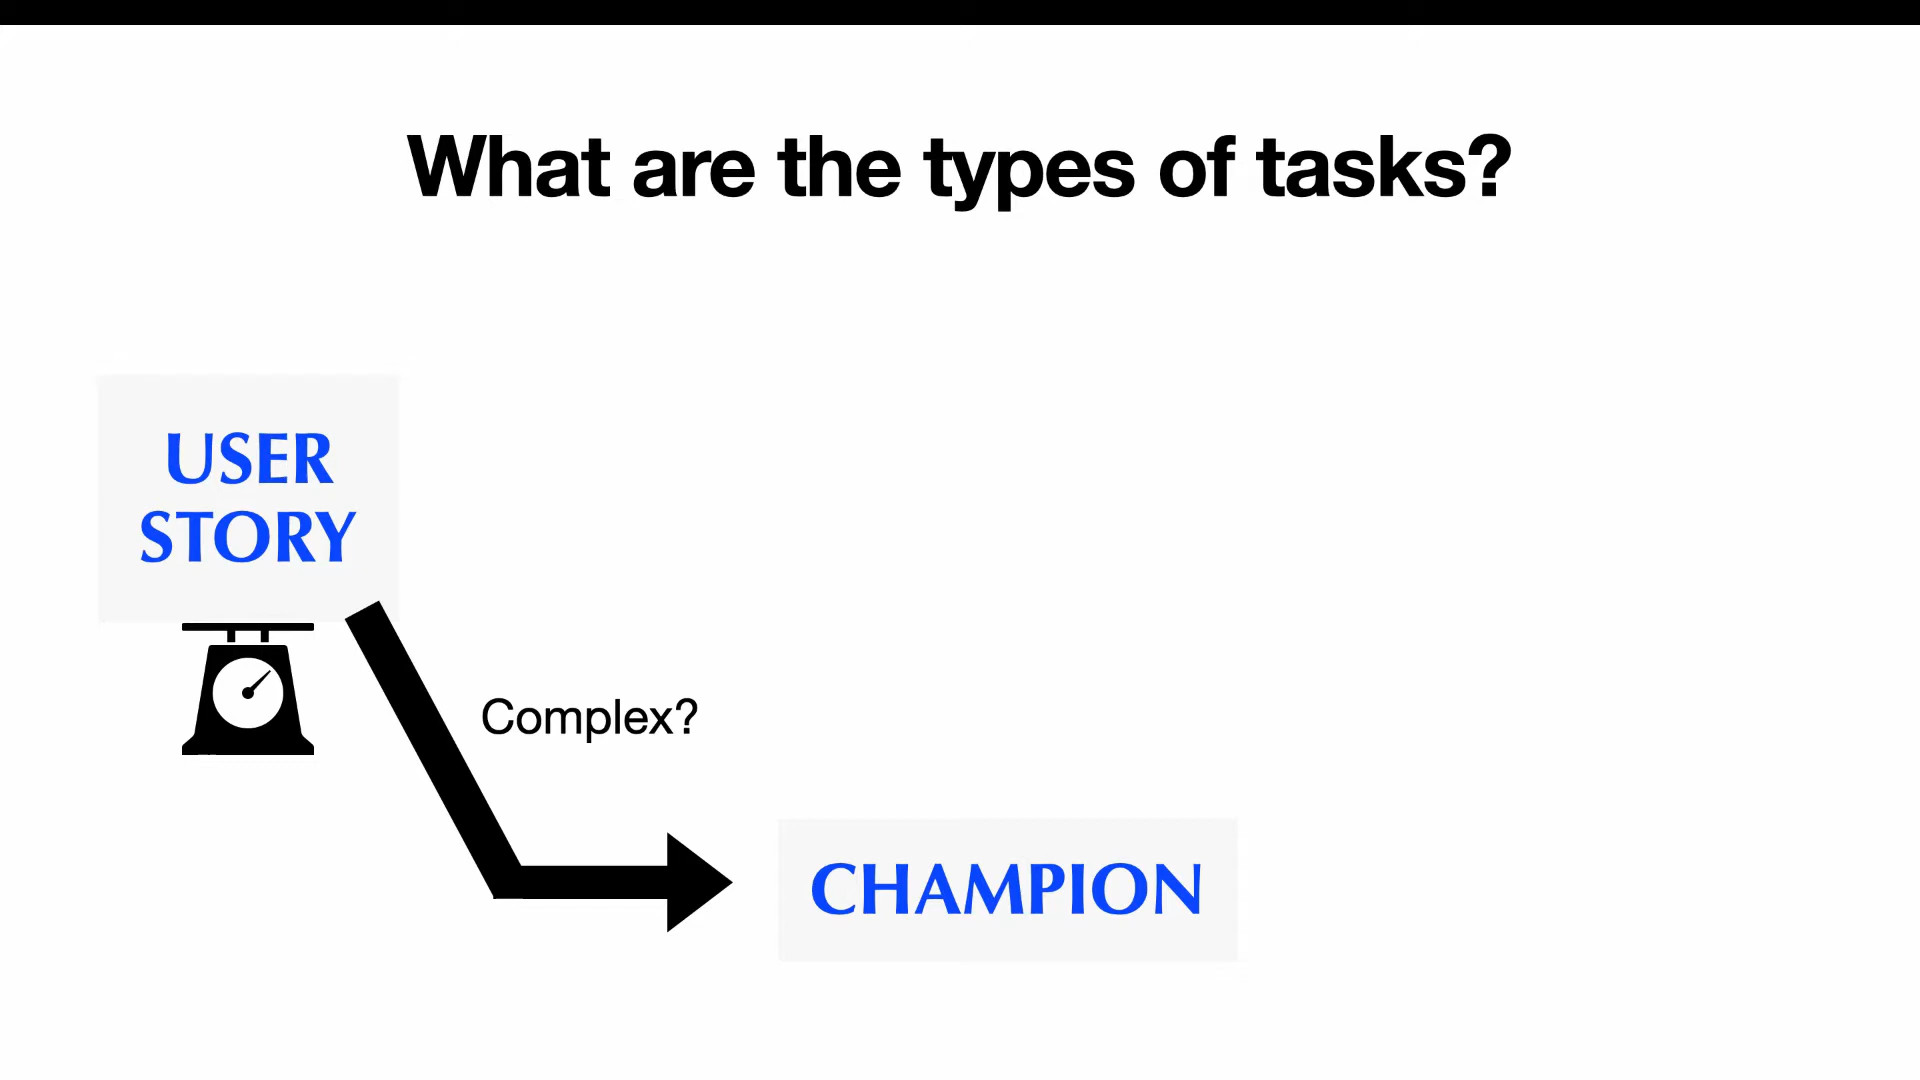 What are the types of tasks?
USER
STORY
Complex?
CHAMPION